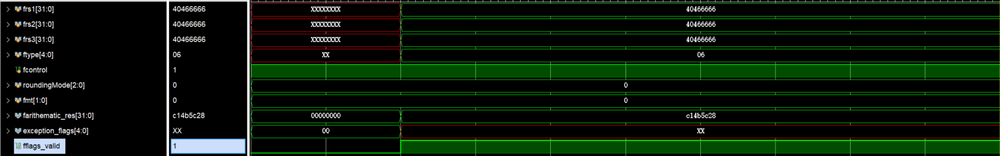 frs1[31:0] 40466666 XXXXXXXX 40466666
frs2[31:0] 40466666 XXXXXXXX 40466666
frs3[31:0] 40466666 XXXXXXXX 40466666
ftype[4:0] 06 XX 06
fcontrol 1
roundingMode[2:0] 0 0
fmt[1:0] 0 0
farithematic_res[31:0] c14b5c28 00000000 c14b5c28
exception_flags[4:0] XX 00 XX
fflags_valid 1